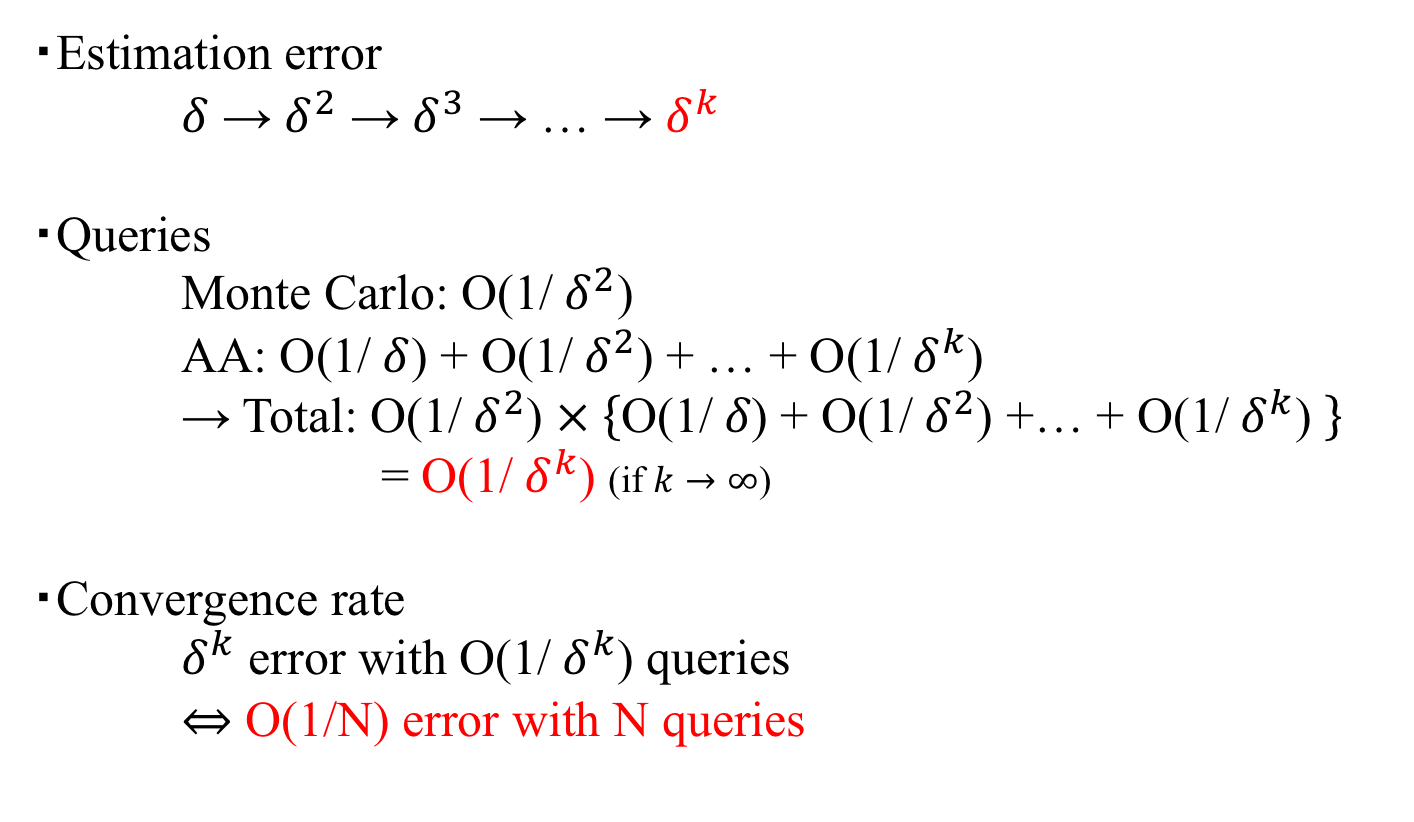 ▪Estimation error
δ → δ² → δ³ → … → δᵏ
▪Queries
Monte Carlo: O(1/ δ²)
AA: O(1/ δ) + O(1/ δ²) + … + O(1/ δᵏ)
→ Total: O(1/ δ²) × {O(1/ δ) + O(1/ δ²) +… + O(1/ δᵏ) }
= O(1/ δᵏ) (if k → ∞)
▪Convergence rate
δᵏ error with O(1/ δᵏ) queries
⇔ O(1/N) error with N queries